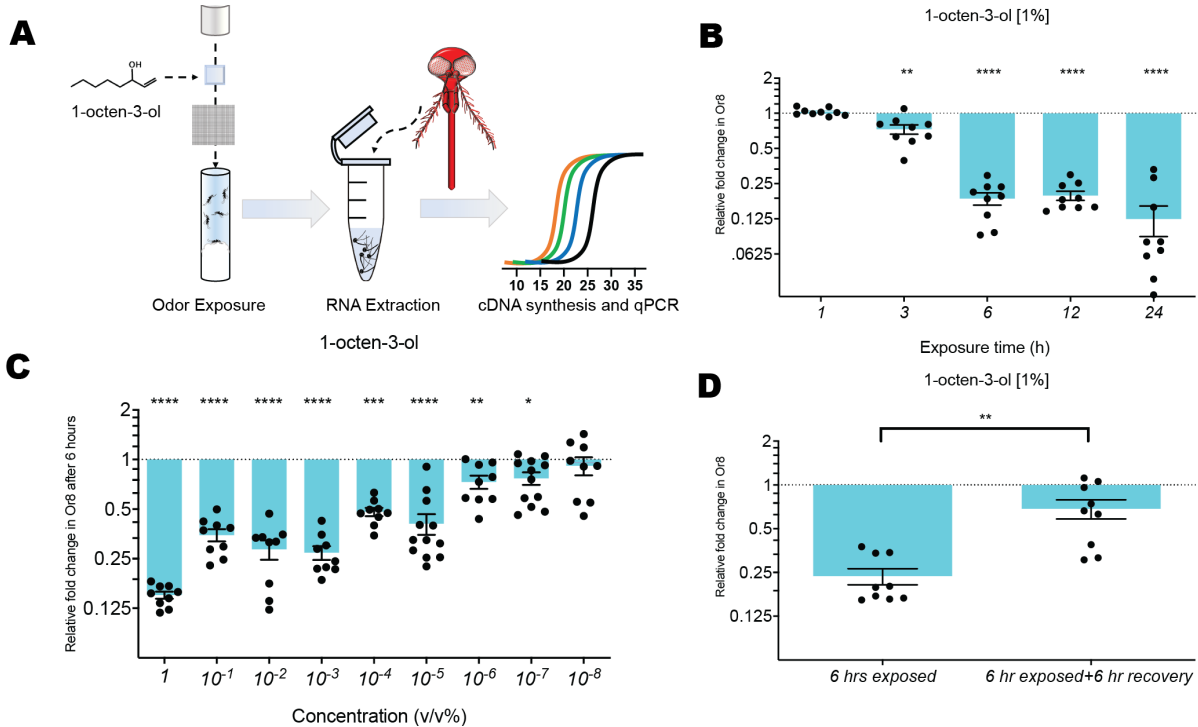 A
OH
1-octen-3-ol
Odor Exposure
RNA Extraction
10 15 20 25 30 35
cDNA synthesis and qPCR
B
1-octen-3-ol [1%]
** **** **** ****
Relative fold change in Or8
2
1
0.5
0.25
0.125
.0625
1 3 6 12 24
Exposure time (h)
C
1-octen-3-ol
**** **** **** **** *** **** ** *
Relative fold change in Or8 after 6 hours
2
1
0.5
0.25
0.125
1 10-1 10-2 10-3 10-4 10-5 10-6 10-7 10-8
Concentration (v/v%)
D
1-octen-3-ol [1%]
**
Relative fold change in Or8
2
1
0.5
0.25
0.125
6 hrs exposed 6 hr exposed+6 hr recovery